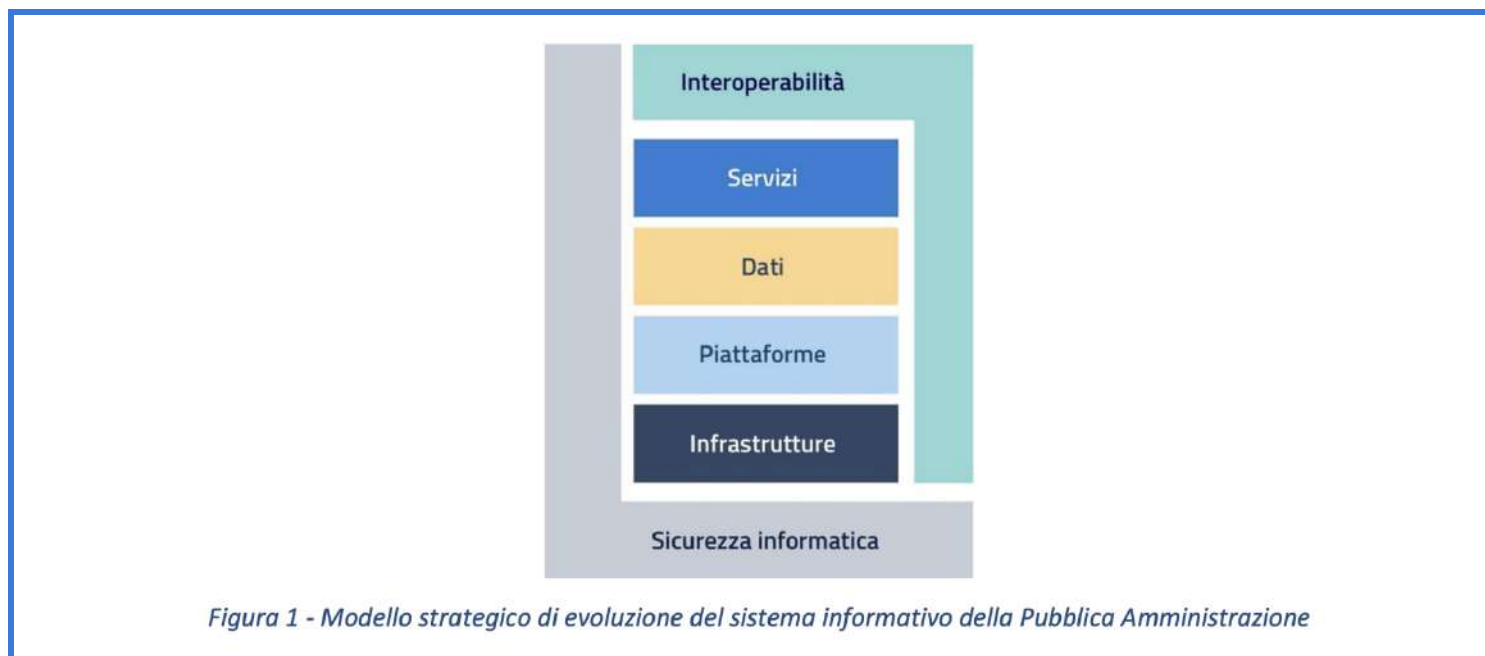 Interoperabilità
Servizi
Dati
Piattaforme
Infrastrutture
Sicurezza informatica
Figura 1 - Modello strategico di evoluzione del sistema informativo della Pubblica Amministrazione